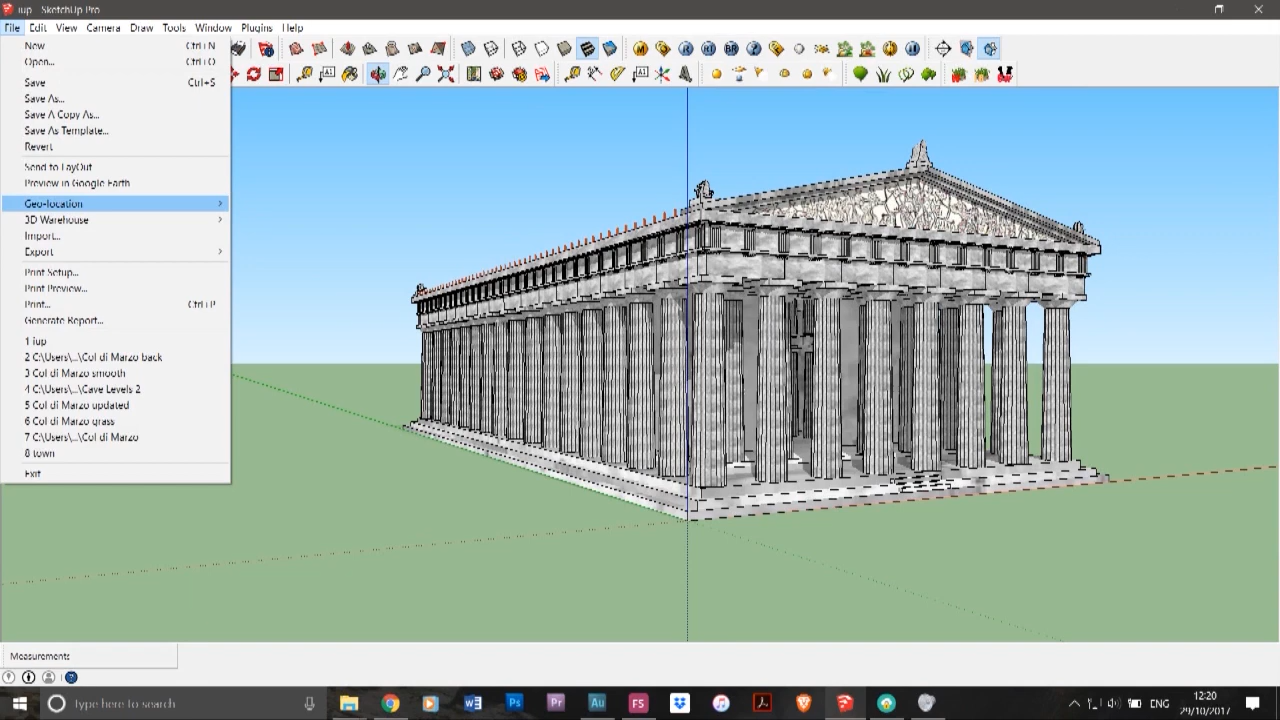 iup - SketchUp Pro
File Edit View Camera Draw Tools Window Plugins Help
New Ctrl+N
Open... Ctrl+O
Save Ctrl+S
Save As...
Save A Copy As...
Save As Template...
Revert
Send to LayOut
Preview in Google Earth
Geo-location
3D Warehouse
Import...
Export
Print Setup...
Print Preview...
Print... Ctrl+P
Generate Report...
1 iup
2 C:\Users\...\Col di Marzo back
3 Col di Marzo smooth
4 C:\Users\...\Cave Levels 2
5 Col di Marzo updated
6 Col di Marzo grass
7 C:\Users\...\Col di Marzo
8 town
Exit
Measurements
Type here to search
ENG
12:20
29/10/2017